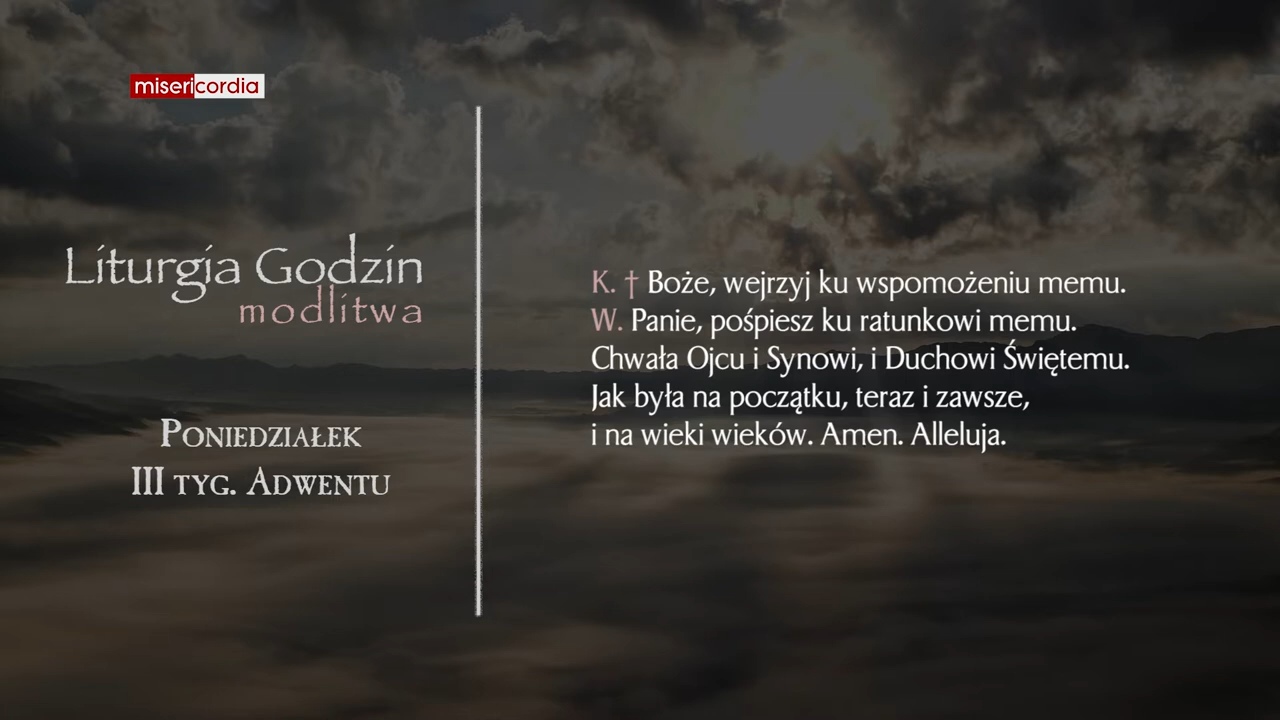 misericordia
Liturgia Godzin
modlitwa
Poniedziałek
III tyg. Adwentu
K. † Boże, wejrzyj ku wspomożeniu memu.
W. Panie, pośpiesz ku ratunkowi memu.
Chwała Ojcu i Synowi, i Duchowi Świętemu.
Jak była na początku, teraz i zawsze,
i na wieki wieków. Amen. Alleluja.